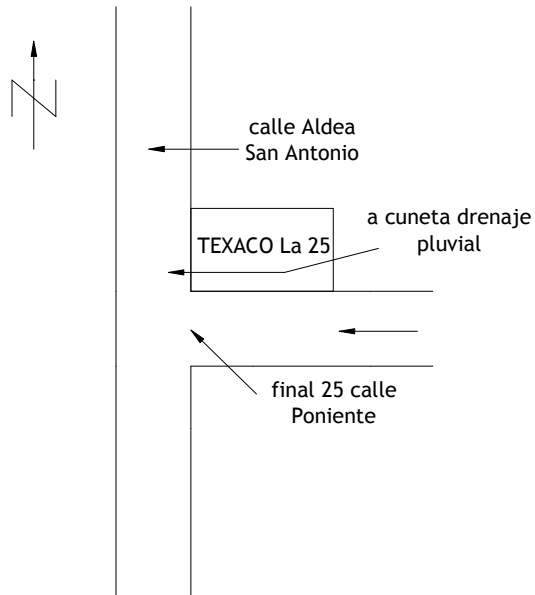 calle Aldea
San Antonio
a cuneta drenaje
pluvial
TEXACO La 25
final 25 calle
Poniente